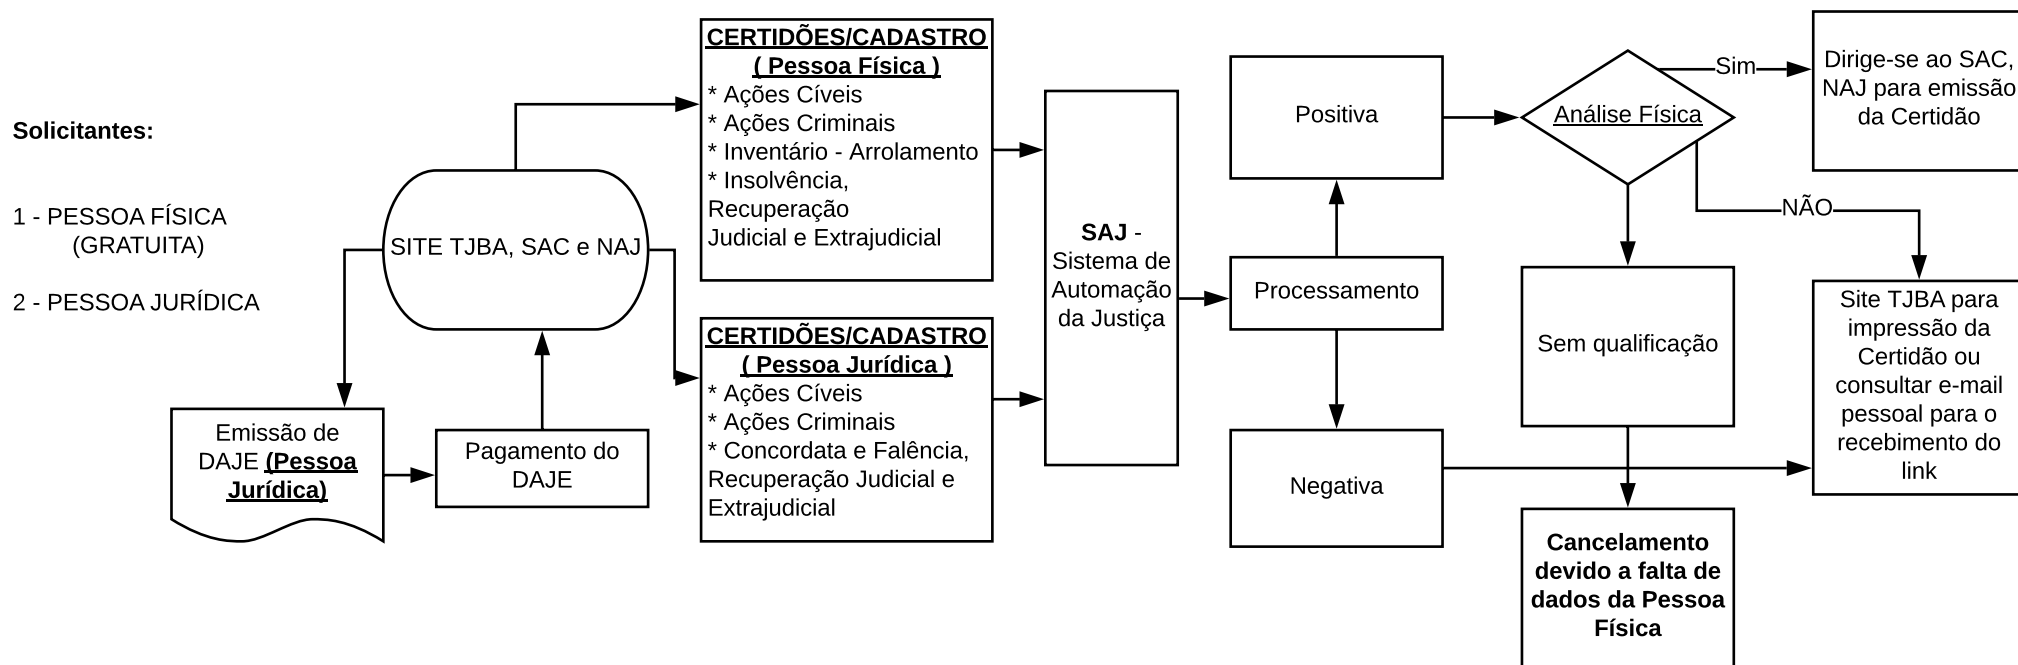 Solicitantes:
1 - PESSOA FÍSICA
(GRATUITA)
2 - PESSOA JURÍDICA
SITE TJBA, SAC e NAJ
Emissão de
DAJE (Pessoa
Jurídica)
Pagamento do
DAJE
CERTIDÕES/CADASTRO
( Pessoa Física )
* Ações Cíveis
* Ações Criminais
* Inventário - Arrolamento
* Insolvência,
Recuperação
Judicial e Extrajudicial
CERTIDÕES/CADASTRO
( Pessoa Jurídica )
* Ações Cíveis
* Ações Criminais
* Concordata e Falência,
Recuperação Judicial e
Extrajudicial
SAJ -
Sistema de
Automação
da Justiça
Positiva
Processamento
Negativa
Análise Física
Sim
NÃO
Dirige-se ao SAC,
NAJ para emissão
da Certidão
Sem qualificação
Site TJBA para
impressão da
Certidão ou
consultar e-mail
pessoal para o
recebimento do
link
Cancelamento
devido a falta de
dados da Pessoa
Física